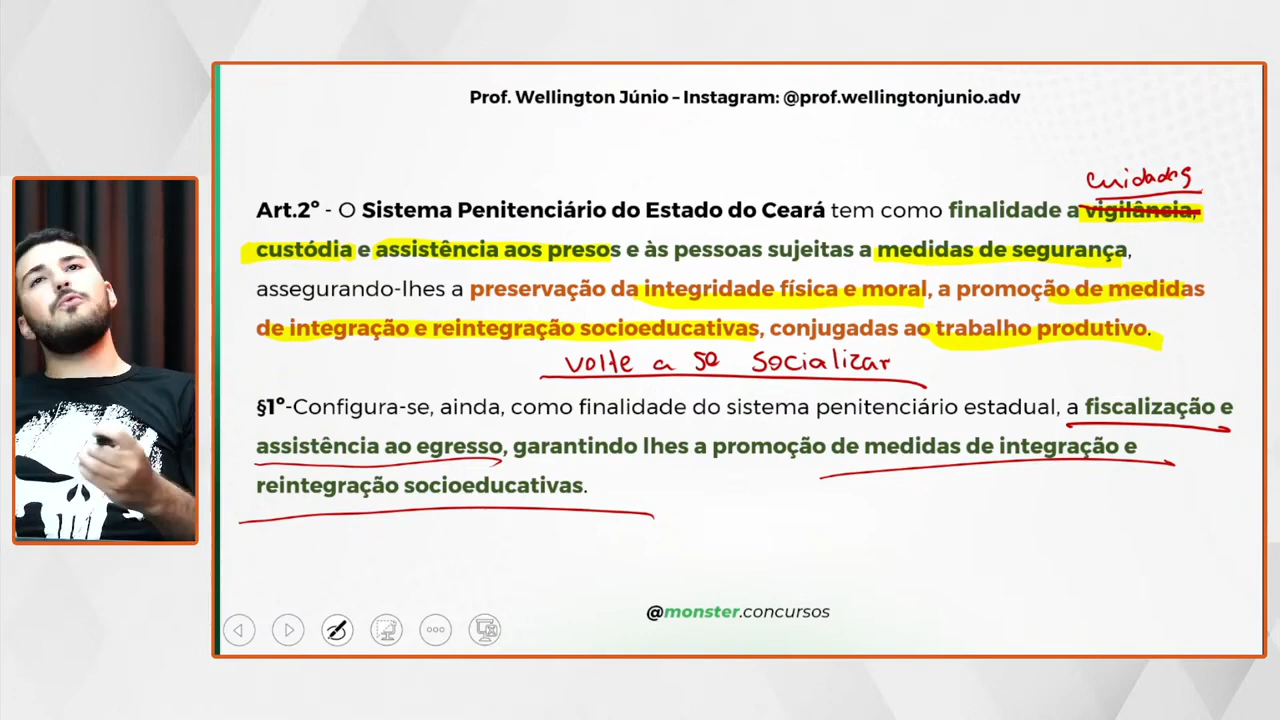 Prof. Wellington Júnio – Instagram: @prof.wellingtonjunio.adv
cuidados
Art.2º - O Sistema Penitenciário do Estado do Ceará tem como finalidade a vigilância,
custódia e assistência aos presos e às pessoas sujeitas a medidas de segurança,
assegurando-lhes a preservação da integridade física e moral, a promoção de medidas
de integração e reintegração socioeducativas, conjugadas ao trabalho produtivo.
volte a se socializar
§1º-Configura-se, ainda, como finalidade do sistema penitenciário estadual, a fiscalização e
assistência ao egresso, garantindo lhes a promoção de medidas de integração e
reintegração socioeducativas.
@monster.concursos